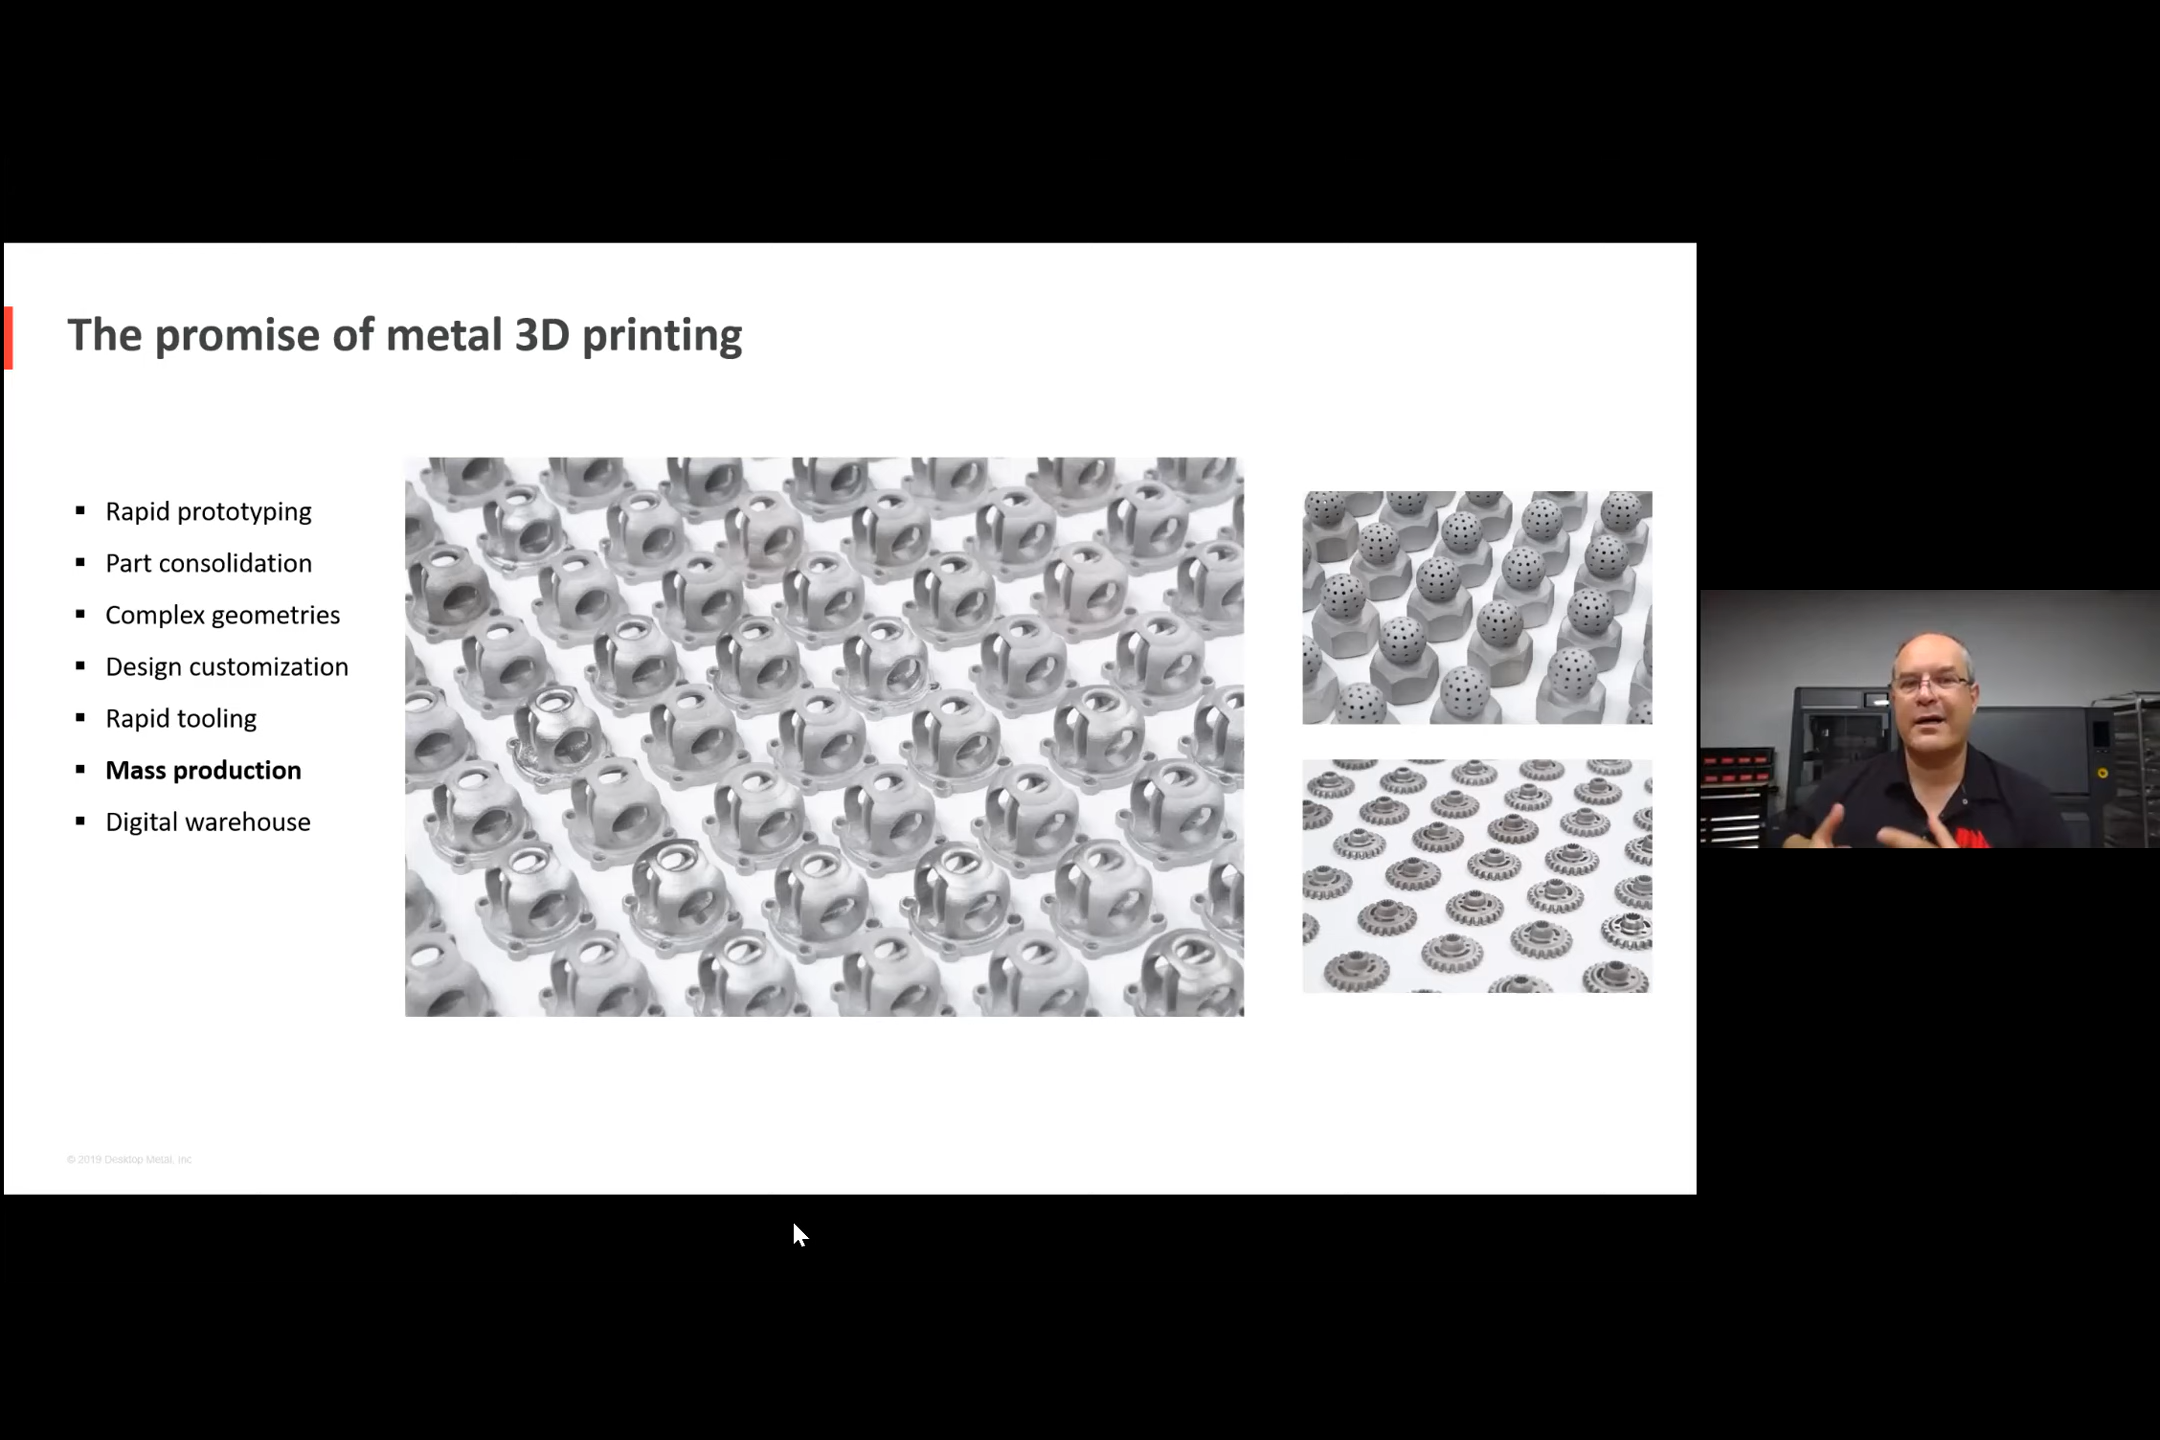 The promise of metal 3D printing
▪ Rapid prototyping
▪ Part consolidation
▪ Complex geometries
▪ Design customization
▪ Rapid tooling
▪ Mass production
▪ Digital warehouse
© 2019 Desktop Metal, Inc